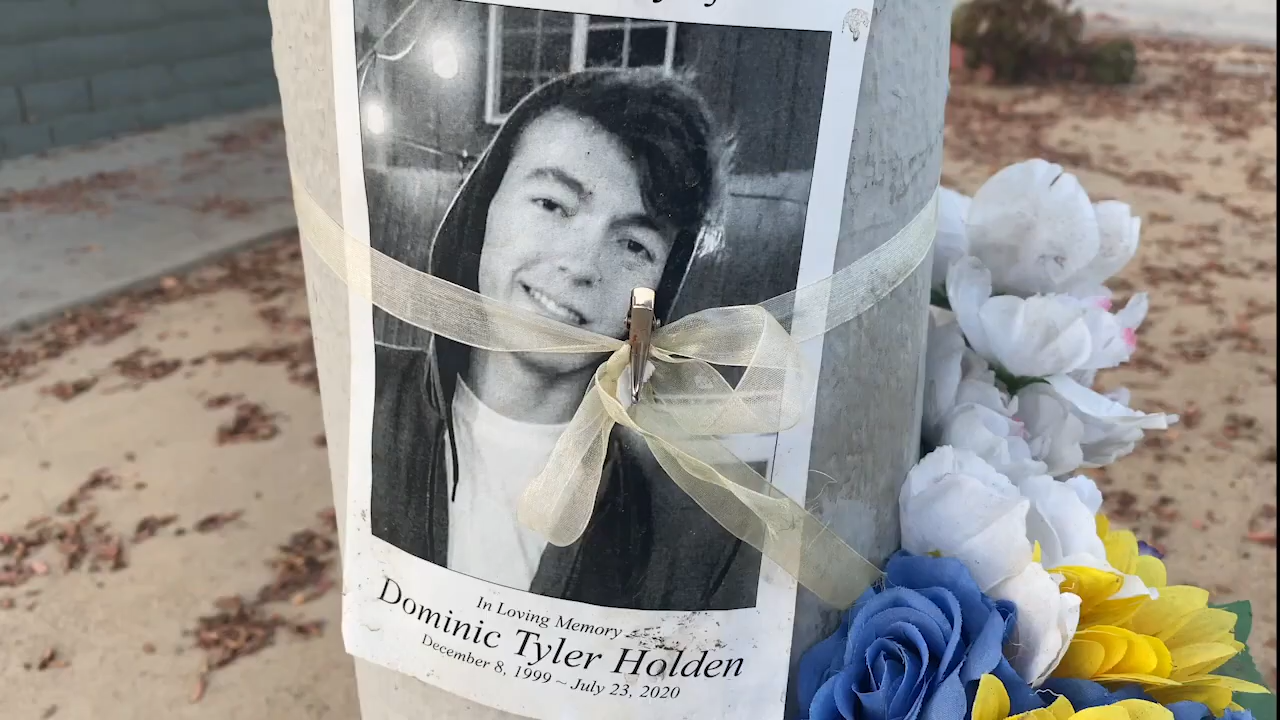 In Loving Memory
Dominic Tyler Holden
December 8, 1999 ~ July 23, 2020